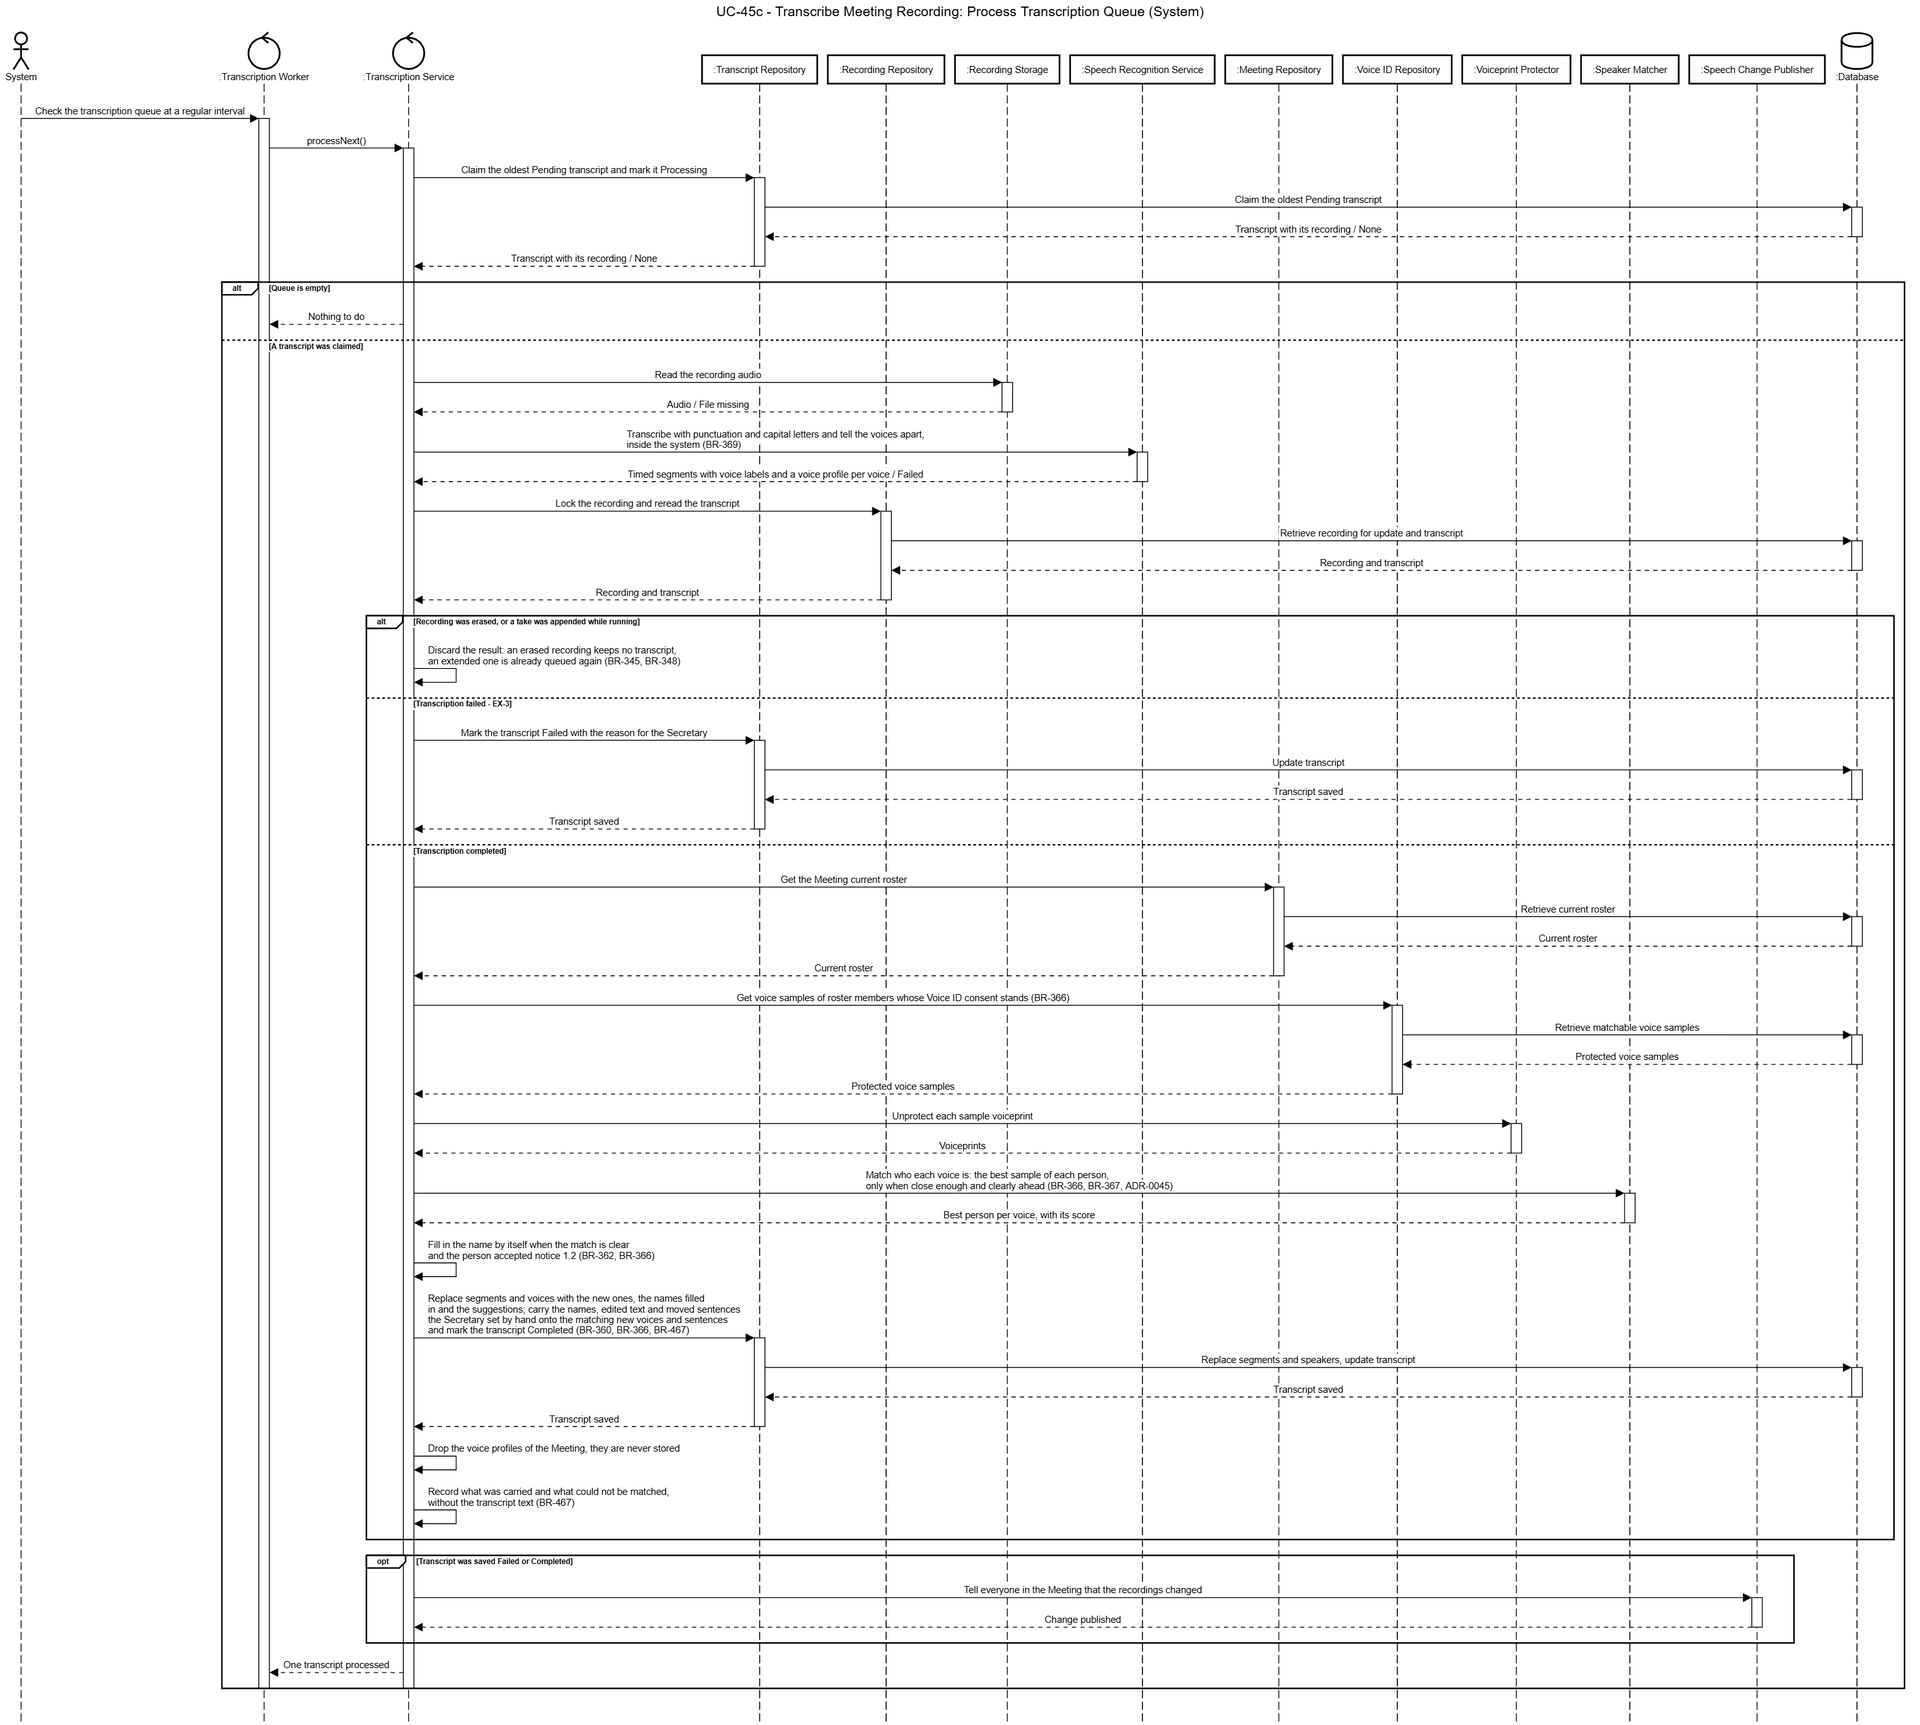 UC-45c - Transcribe Meeting Recording: Process Transcription Queue (System)
System
:Transcription Worker
:Transcription Service
:Transcript Repository
:Recording Repository
:Recording Storage
:Speech Recognition Service
:Meeting Repository
:Voice ID Repository
:Voiceprint Protector
:Speaker Matcher
:Speech Change Publisher
:Database
Check the transcription queue at a regular interval
processNext()
Claim the oldest Pending transcript and mark it Processing
Claim the oldest Pending transcript
Transcript with its recording / None
Transcript with its recording / None
alt
[Queue is empty]
Nothing to do
[A transcript was claimed]
Read the recording audio
Audio / File missing
Transcribe with punctuation and capital letters and tell the voices apart,
inside the system (BR-369)
Timed segments with voice labels and a voice profile per voice / Failed
Lock the recording and reread the transcript
Retrieve recording for update and transcript
Recording and transcript
Recording and transcript
alt
[Recording was erased, or a take was appended while running]
Discard the result: an erased recording keeps no transcript,
an extended one is already queued again (BR-345, BR-348)
[Transcription failed - EX-3]
Mark the transcript Failed with the reason for the Secretary
Update transcript
Transcript saved
Transcript saved
[Transcription completed]
Get the Meeting current roster
Retrieve current roster
Current roster
Current roster
Get voice samples of roster members whose Voice ID consent stands (BR-366)
Retrieve matchable voice samples
Protected voice samples
Protected voice samples
Unprotect each sample voiceprint
Voiceprints
Match who each voice is: the best sample of each person,
only when close enough and clearly ahead (BR-366, BR-367, ADR-0045)
Best person per voice, with its score
Fill in the name by itself when the match is clear
and the person accepted notice 1.2 (BR-362, BR-366)
Replace segments and voices with the new ones, the names filled
in and the suggestions; carry the names, edited text and moved sentences
the Secretary set by hand onto the matching new voices and sentences
and mark the transcript Completed (BR-360, BR-366, BR-467)
Replace segments and speakers, update transcript
Transcript saved
Transcript saved
Drop the voice profiles of the Meeting, they are never stored
Record what was carried and what could not be matched,
without the transcript text (BR-467)
opt
[Transcript was saved Failed or Completed]
Tell everyone in the Meeting that the recordings changed
Change published
One transcript processed